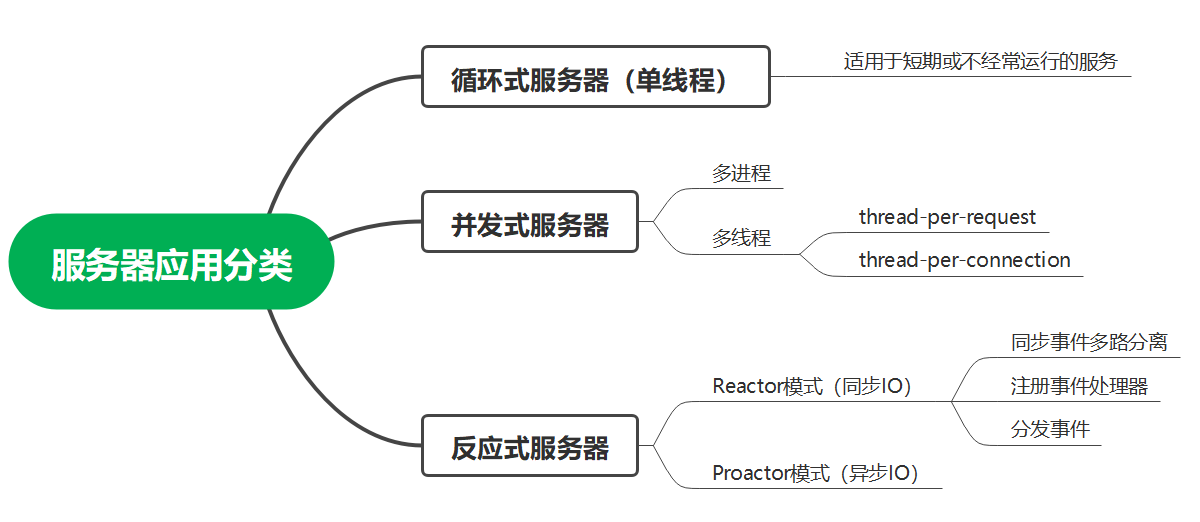 服务器应用分类
循环式服务器（单线程）
适用于短期或不经常运行的服务
并发式服务器
多进程
多线程
thread-per-request
thread-per-connection
反应式服务器
Reactor模式（同步IO）
同步事件多路分离
注册事件处理器
分发事件
Proactor模式（异步IO）